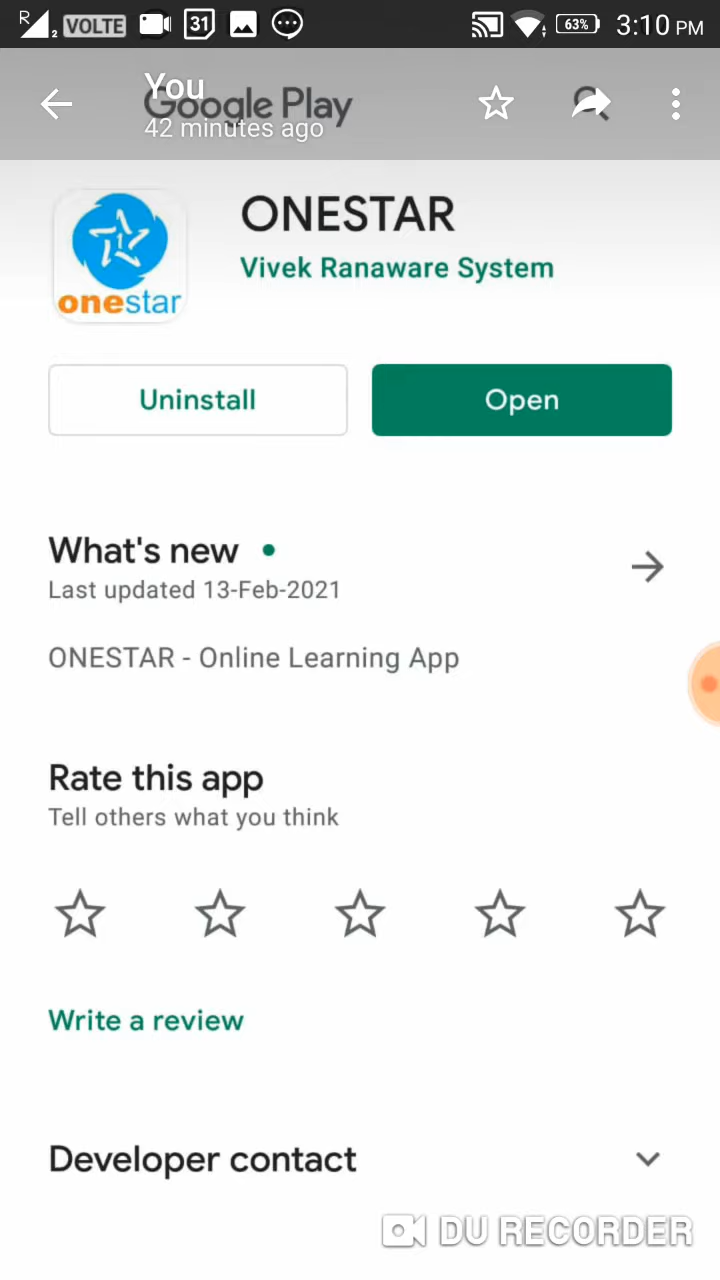 R 2 VOLTE 31 63% 3:10 PM
You
Google Play
42 minutes ago
ONESTAR
Vivek Ranaware System
onestar
Uninstall
Open
What's new
Last updated 13-Feb-2021
ONESTAR - Online Learning App
Rate this app
Tell others what you think
Write a review
Developer contact
DU RECORDER